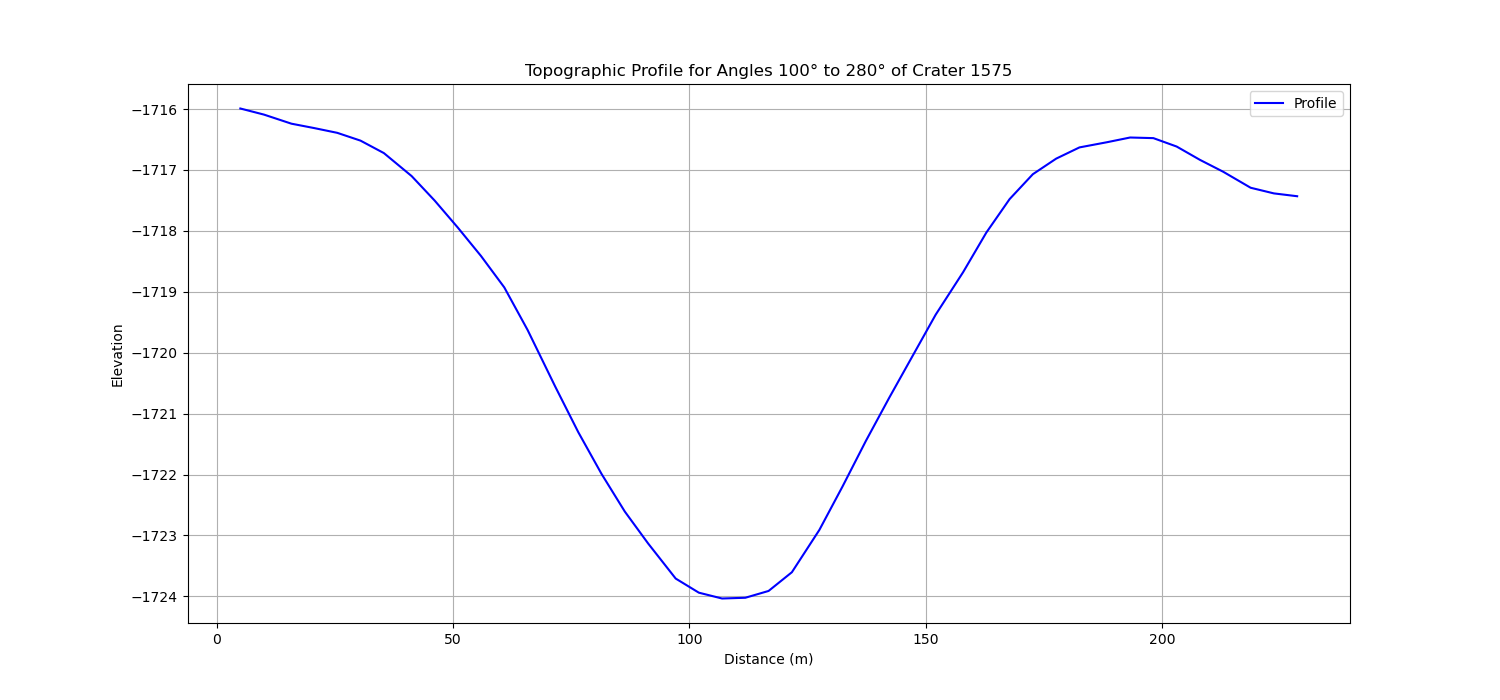 Topographic Profile for Angles 100° to 280° of Crater 1575
Profile
−1716
−1717
−1718
−1719
−1720
−1721
−1722
−1723
−1724
Elevation
0 50 100 150 200
Distance (m)